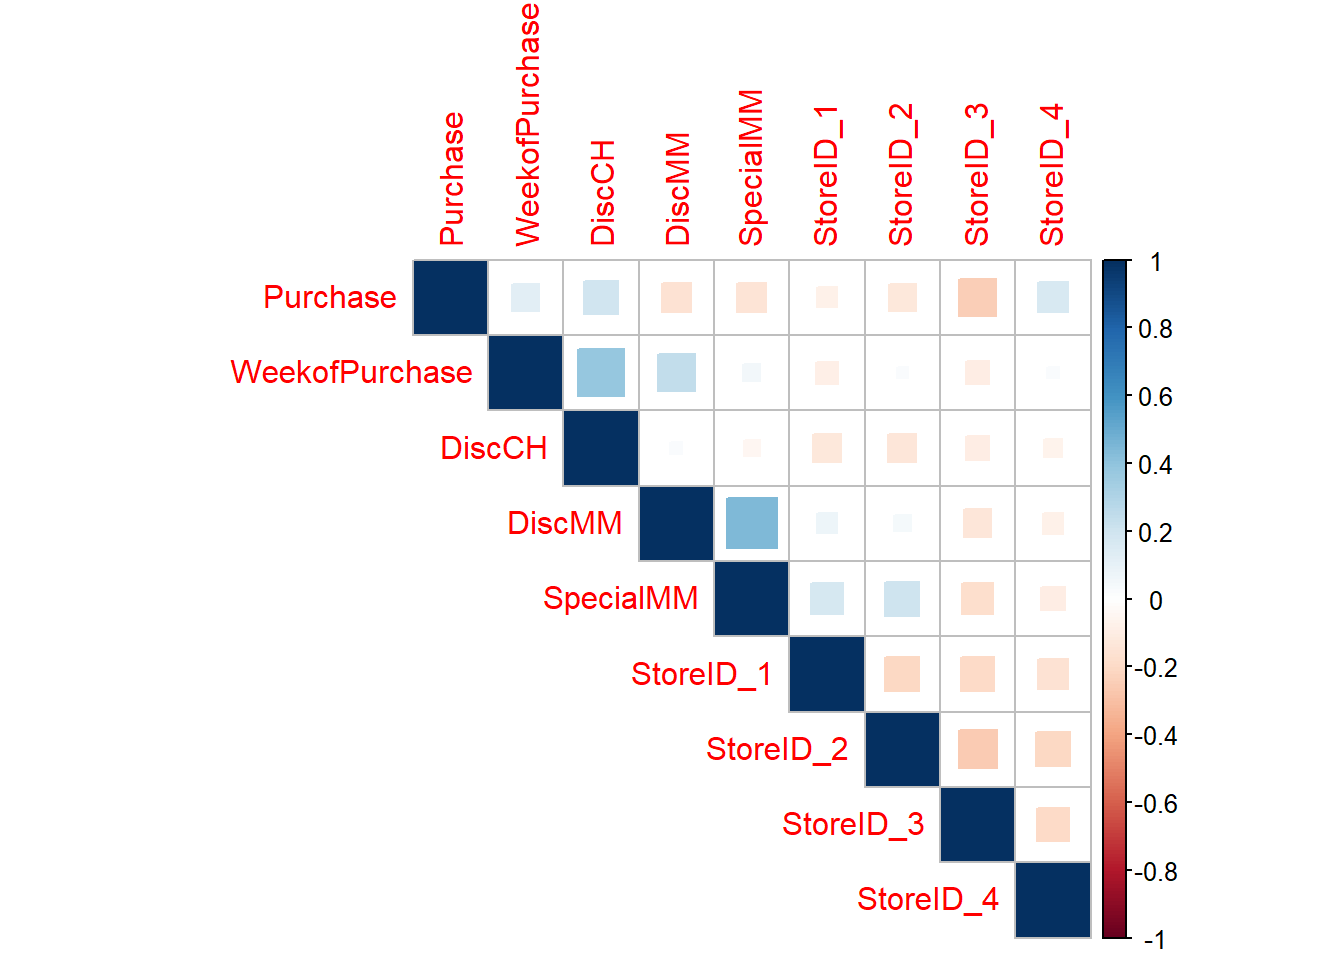 Purchase
WeekofPurchase
DiscCH
DiscMM
SpecialMM
StoreID_1
StoreID_2
StoreID_3
StoreID_4
Purchase
WeekofPurchase
DiscCH
DiscMM
SpecialMM
StoreID_1
StoreID_2
StoreID_3
StoreID_4
1
0.8
0.6
0.4
0.2
0
-0.2
-0.4
-0.6
-0.8
-1